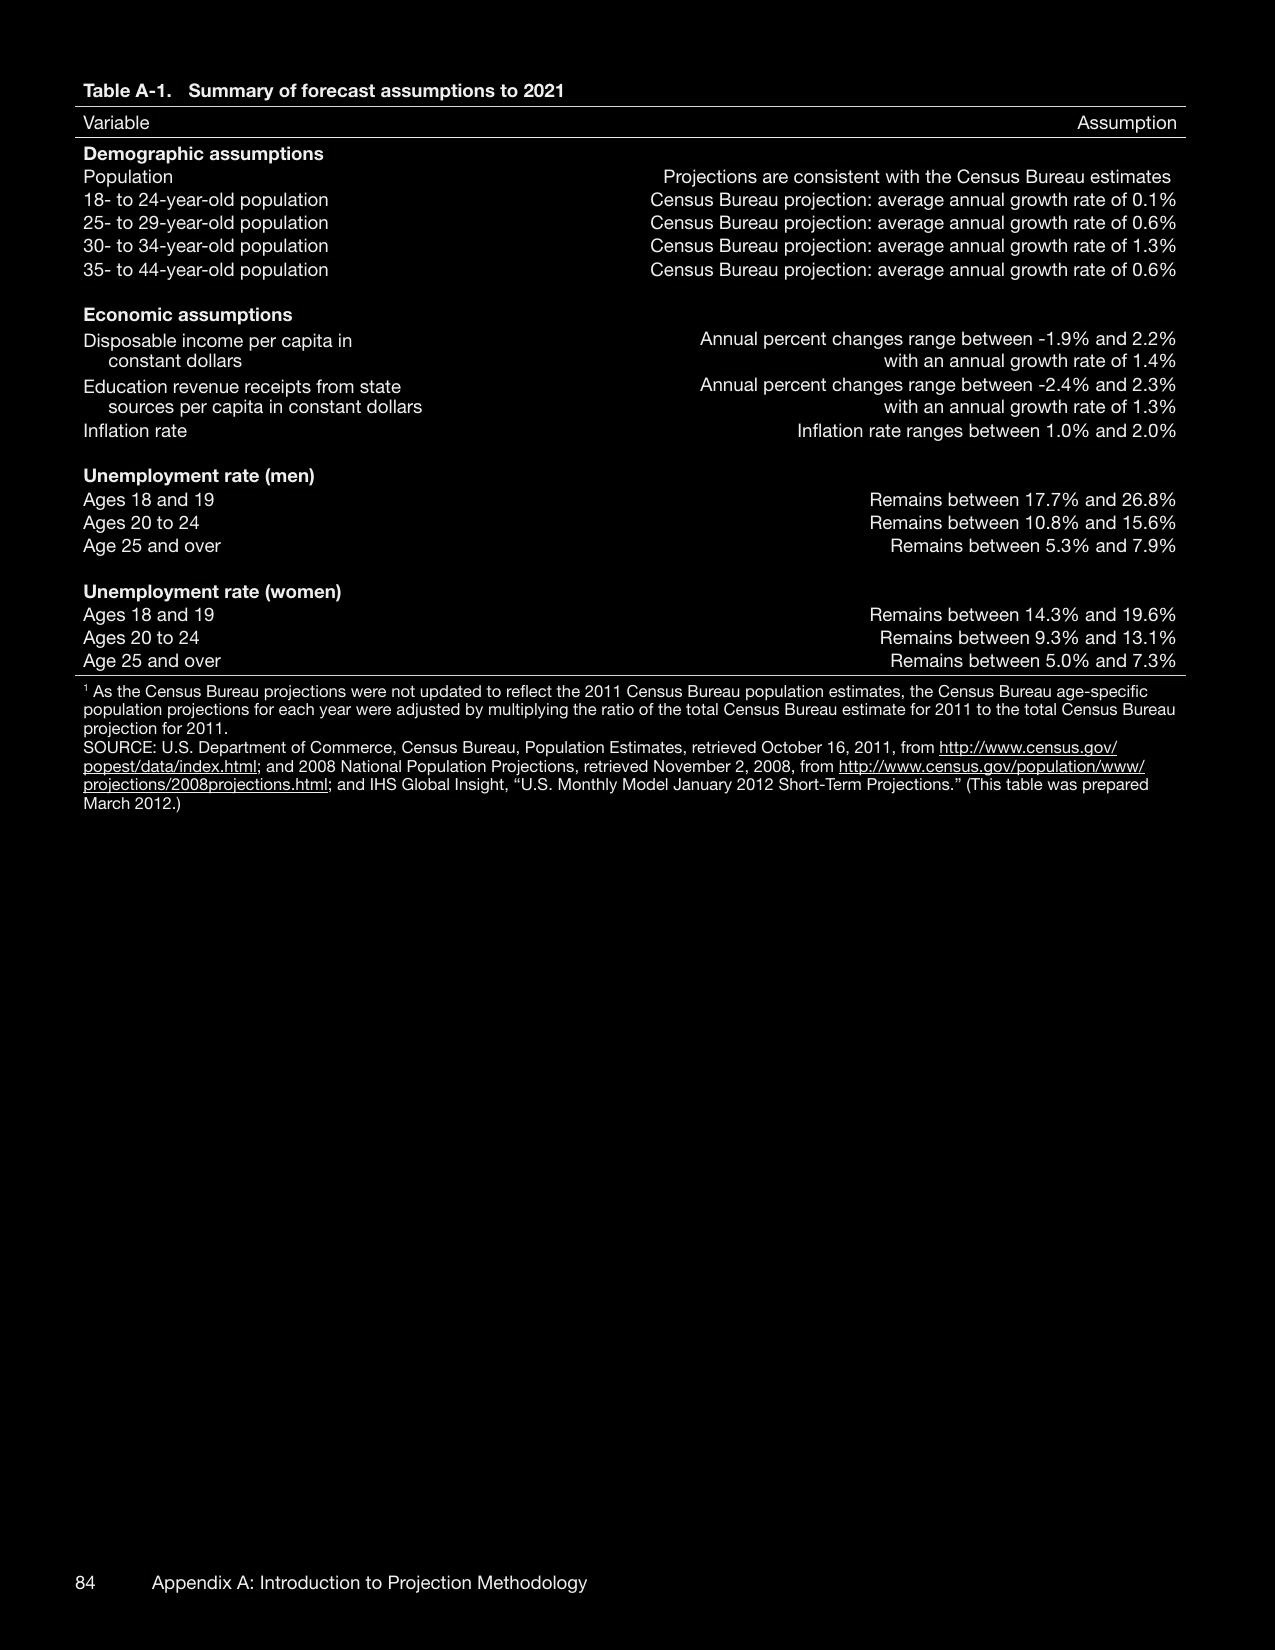 Table A-1. Summary of forecast assumptions to 2021
Variable Assumption
Demographic assumptions
Population Projections are consistent with the Census Bureau estimates
18- to 24-year-old population Census Bureau projection: average annual growth rate of 0.1%
25- to 29-year-old population Census Bureau projection: average annual growth rate of 0.6%
30- to 34-year-old population Census Bureau projection: average annual growth rate of 1.3%
35- to 44-year-old population Census Bureau projection: average annual growth rate of 0.6%
Economic assumptions
Disposable income per capita in Annual percent changes range between -1.9% and 2.2%
constant dollars with an annual growth rate of 1.4%
Education revenue receipts from state Annual percent changes range between -2.4% and 2.3%
sources per capita in constant dollars with an annual growth rate of 1.3%
Inflation rate Inflation rate ranges between 1.0% and 2.0%
Unemployment rate (men)
Ages 18 and 19 Remains between 17.7% and 26.8%
Ages 20 to 24 Remains between 10.8% and 15.6%
Age 25 and over Remains between 5.3% and 7.9%
Unemployment rate (women)
Ages 18 and 19 Remains between 14.3% and 19.6%
Ages 20 to 24 Remains between 9.3% and 13.1%
Age 25 and over Remains between 5.0% and 7.3%
¹ As the Census Bureau projections were not updated to reflect the 2011 Census Bureau population estimates, the Census Bureau age-specific
population projections for each year were adjusted by multiplying the ratio of the total Census Bureau estimate for 2011 to the total Census Bureau
projection for 2011.
SOURCE: U.S. Department of Commerce, Census Bureau, Population Estimates, retrieved October 16, 2011, from http://www.census.gov/
popest/data/index.html; and 2008 National Population Projections, retrieved November 2, 2008, from http://www.census.gov/population/www/
projections/2008projections.html; and IHS Global Insight, “U.S. Monthly Model January 2012 Short-Term Projections.” (This table was prepared
March 2012.)
84 Appendix A: Introduction to Projection Methodology